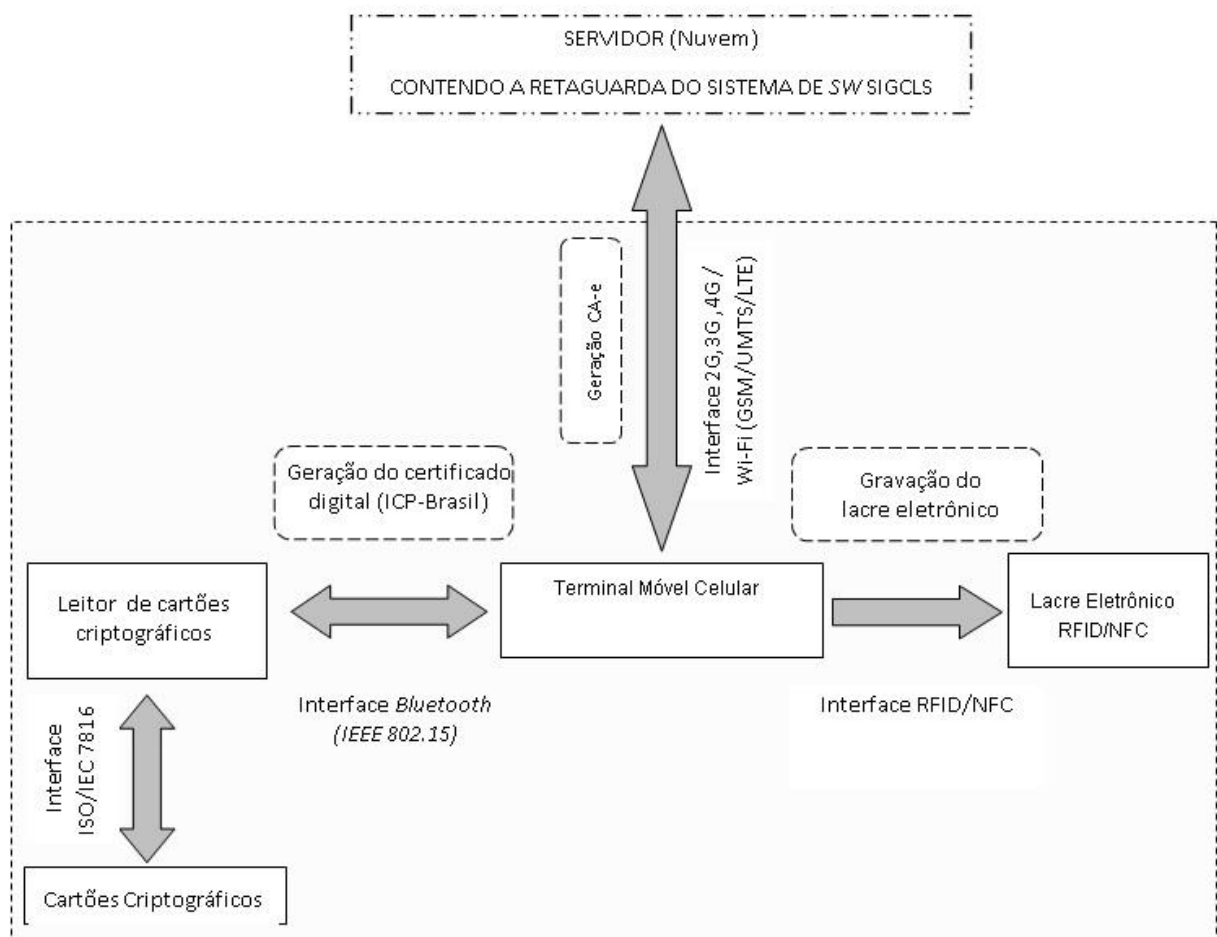 SERVIDOR (Nuvem)
CONTENDO A RETAGUARDA DO SISTEMA DE SW SIGCLS
Geração CA-e
Interface 2G,3G,4G /
Wi-Fi (GSM/UMTS/LTE)
Geração do certificado
digital (ICP-Brasil)
Gravação do
lacre eletrônico
Leitor de cartões
criptográficos
Terminal Móvel Celular
Lacre Eletrônico
RFID/NFC
Interface Bluetooth
(IEEE 802.15)
Interface RFID/NFC
Interface
ISO/IEC 7816
Cartões Criptográficos